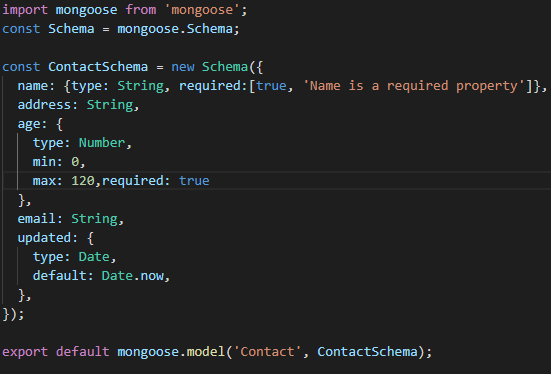 import mongoose from 'mongoose';
const Schema = mongoose.Schema;
const ContactSchema = new Schema({
name: {type: String, required:[true, 'Name is a required property']},
address: String,
age: {
type: Number,
min: 0,
max: 120,required: true
},
email: String,
updated: {
type: Date,
default: Date.now,
},
});
export default mongoose.model('Contact', ContactSchema);